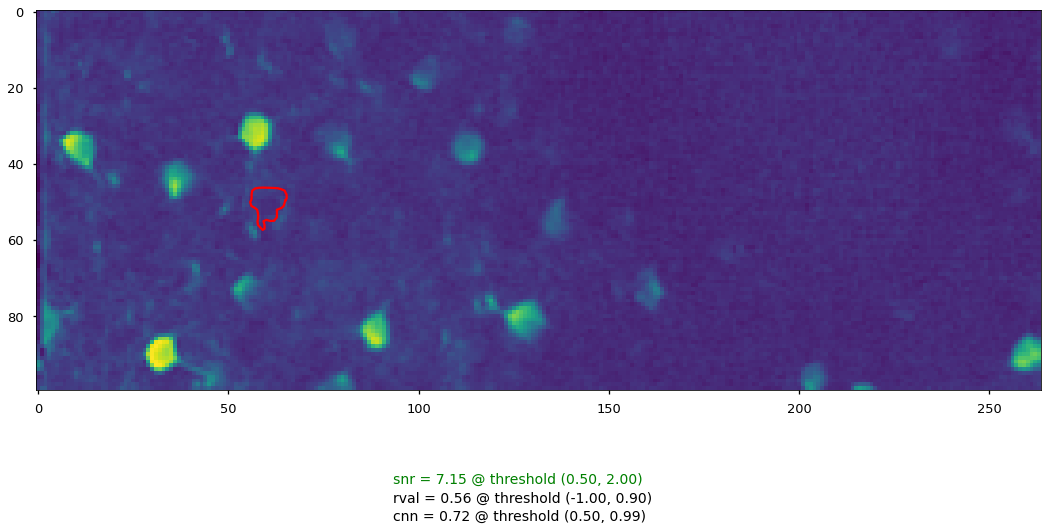 0
20
40
60
80
0 50 100 150 200 250
snr = 7.15 @ threshold (0.50, 2.00)
rval = 0.56 @ threshold (-1.00, 0.90)
cnn = 0.72 @ threshold (0.50, 0.99)